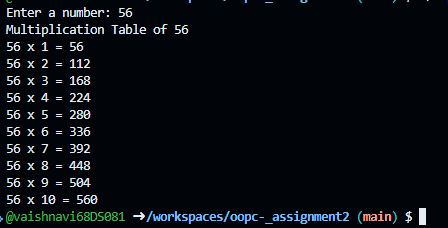 Enter a number: 56
Multiplication Table of 56
56 x 1 = 56
56 x 2 = 112
56 x 3 = 168
56 x 4 = 224
56 x 5 = 280
56 x 6 = 336
56 x 7 = 392
56 x 8 = 448
56 x 9 = 504
56 x 10 = 560
@vaishnavi68DS081 ➜/workspaces/oopc-_assignment2 (main) $